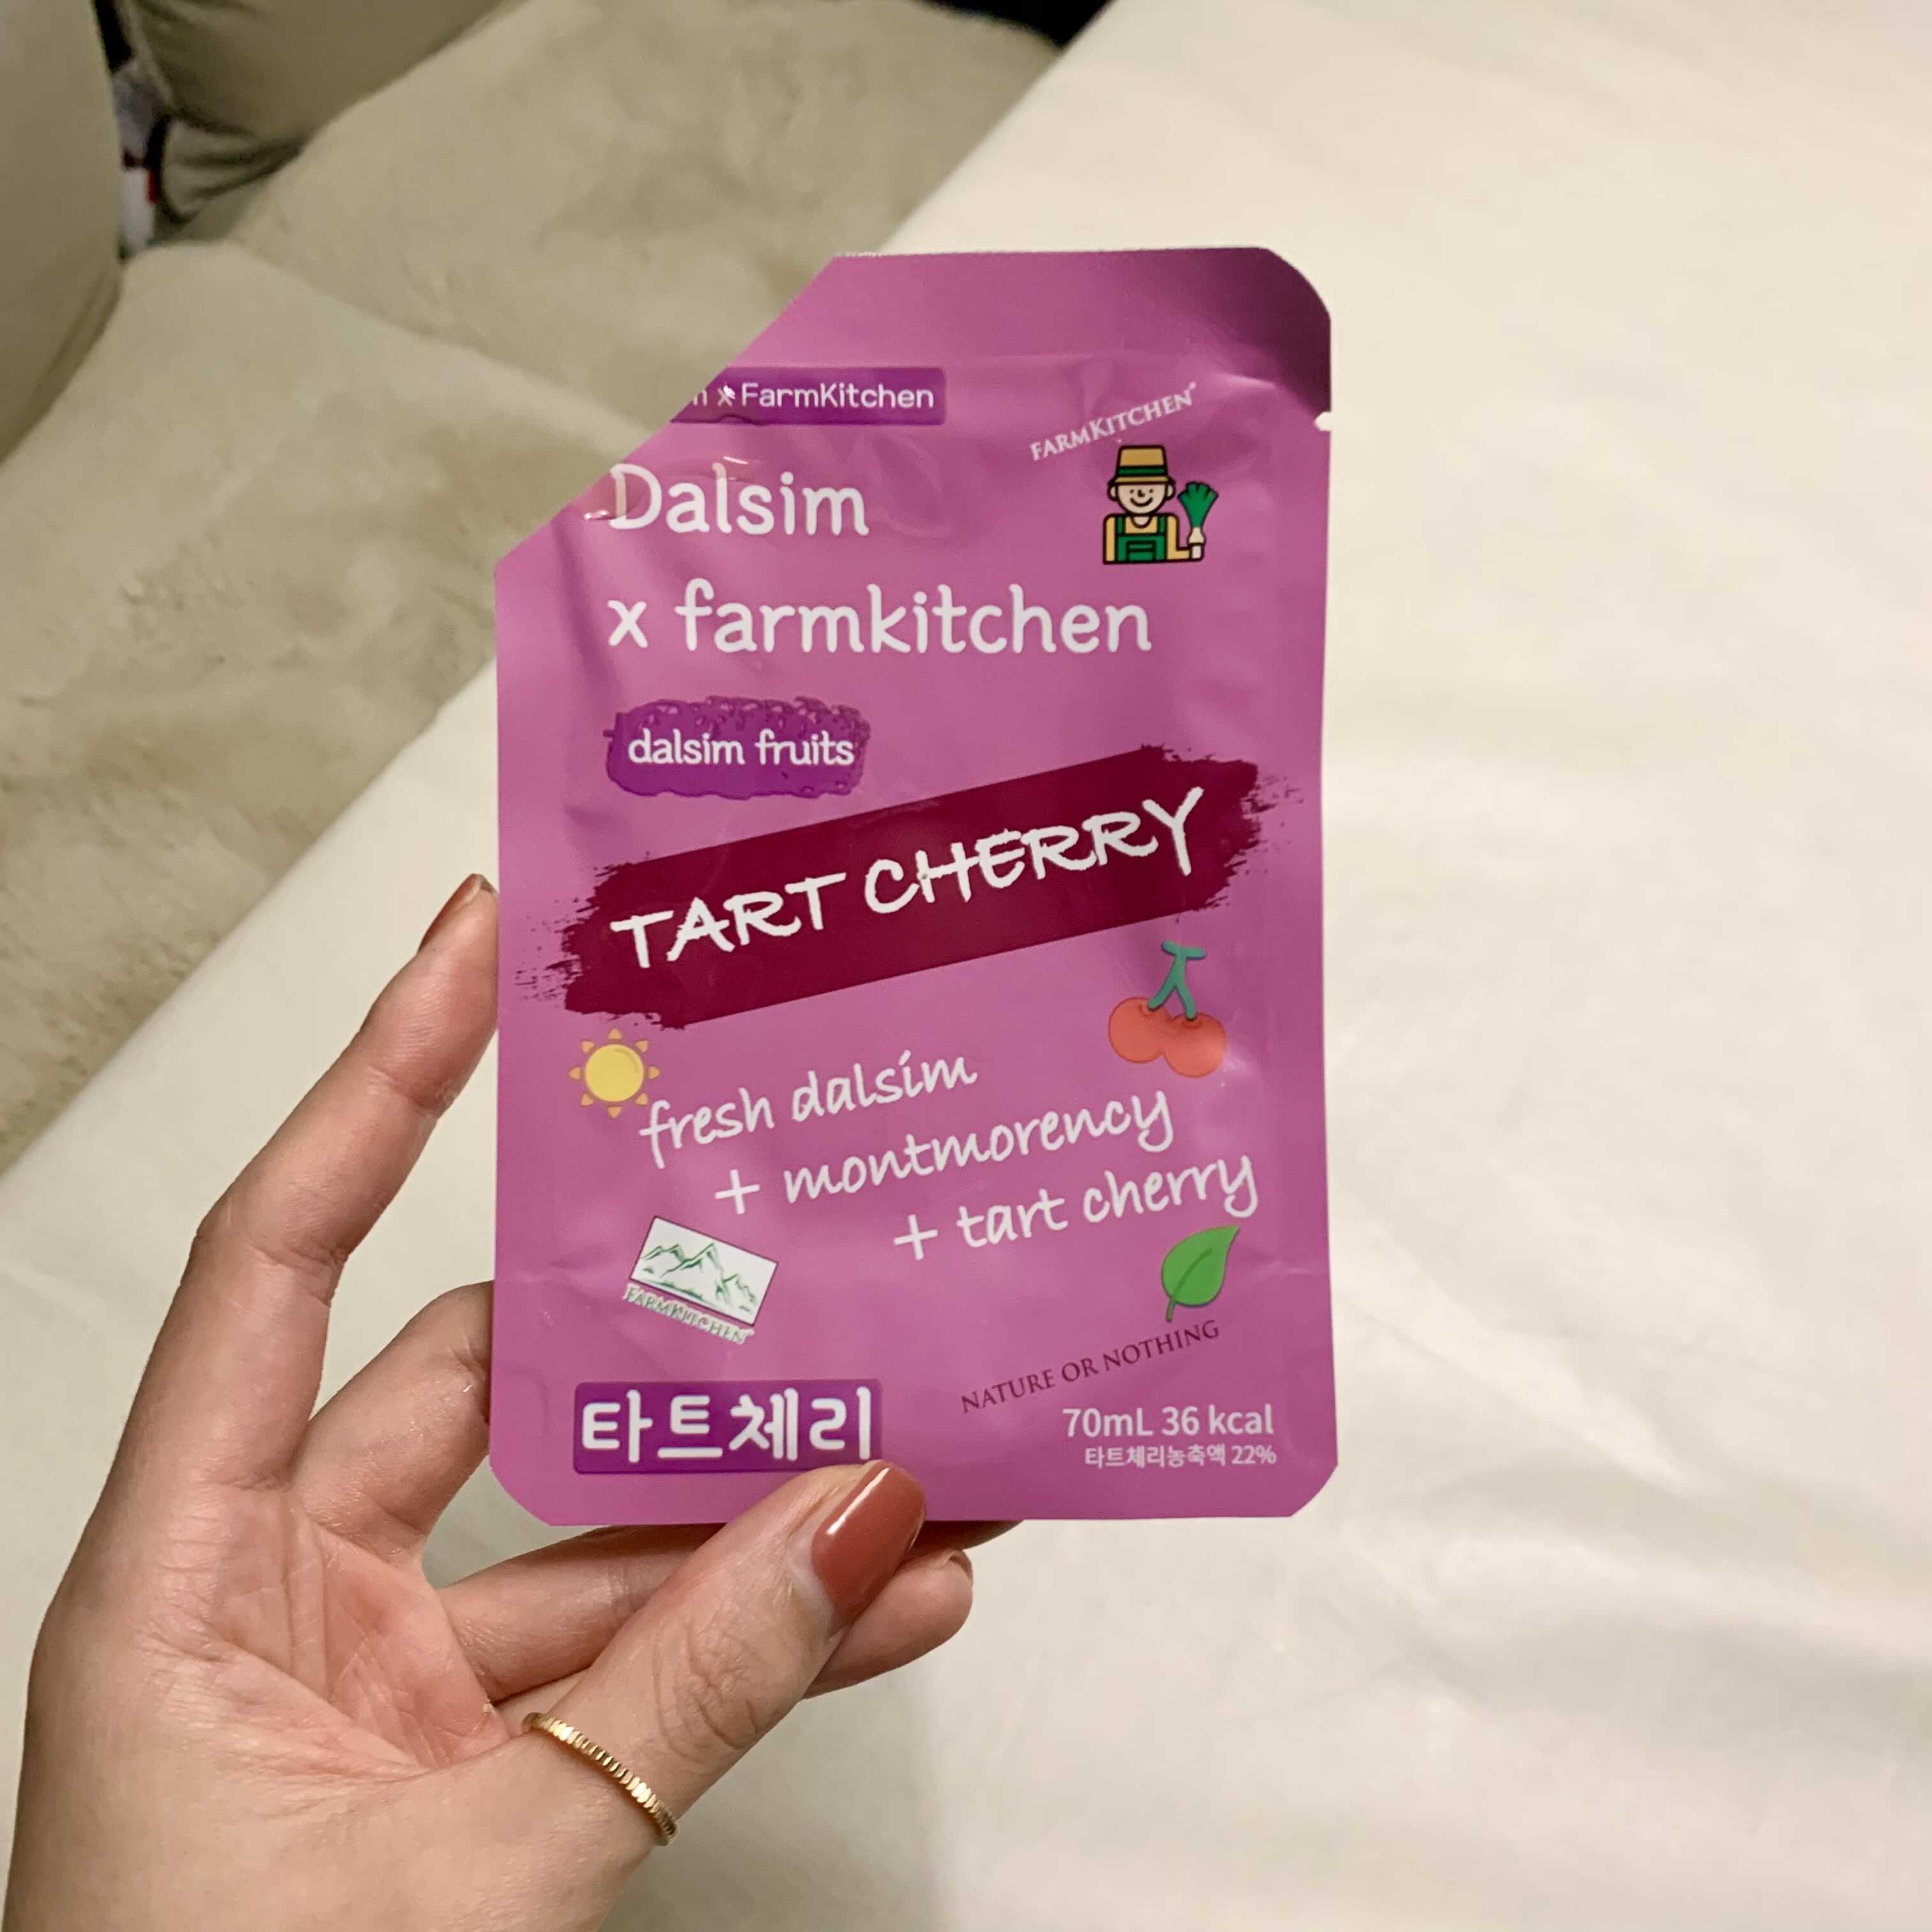 FarmKitchen
FARMKITCHEN®
Dalsim
x farmkitchen
dalsim fruits
TART CHERRY
fresh dalsim
+ montmorency
+ tart cherry
FARMKITCHEN®
NATURE OR NOTHING
타트체리
70mL 36 kcal
타트체리농축액 22%